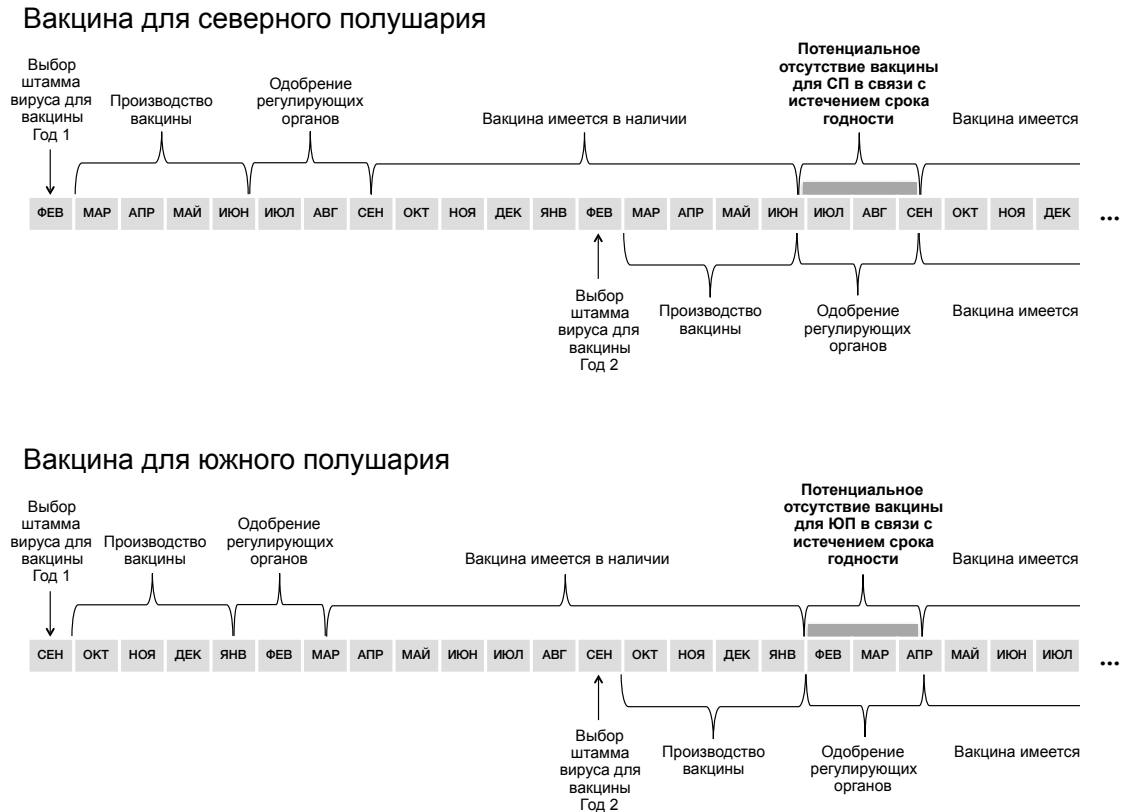 Вакцина для северного полушария
Выбор
штамма
вируса для
вакцины
Год 1
Производство
вакцины
Одобрение
регулирующих
органов
Вакцина имеется в наличии
Потенциальное
отсутствие вакцины
для СП в связи с
истечением срока
годности
Вакцина имеется
ФЕВ МАР АПР МАЙ ИЮН ИЮЛ АВГ СЕН ОКТ НОЯ ДЕК ЯНВ ФЕВ МАР АПР МАЙ ИЮН ИЮЛ АВГ СЕН ОКТ НОЯ ДЕК ...
Выбор
штамма
вируса для
вакцины
Год 2
Производство
вакцины
Одобрение
регулирующих
органов
Вакцина имеется
Вакцина для южного полушария
Выбор
штамма
вируса для
вакцины
Год 1
Производство
вакцины
Одобрение
регулирующих
органов
Вакцина имеется в наличии
Потенциальное
отсутствие вакцины
для ЮП в связи с
истечением срока
годности
Вакцина имеется
СЕН ОКТ НОЯ ДЕК ЯНВ ФЕВ МАР АПР МАЙ ИЮН ИЮЛ АВГ СЕН ОКТ НОЯ ДЕК ЯНВ ФЕВ МАР АПР МАЙ ИЮН ИЮЛ ...
Выбор
штамма
вируса для
вакцины
Год 2
Производство
вакцины
Одобрение
регулирующих
органов
Вакцина имеется